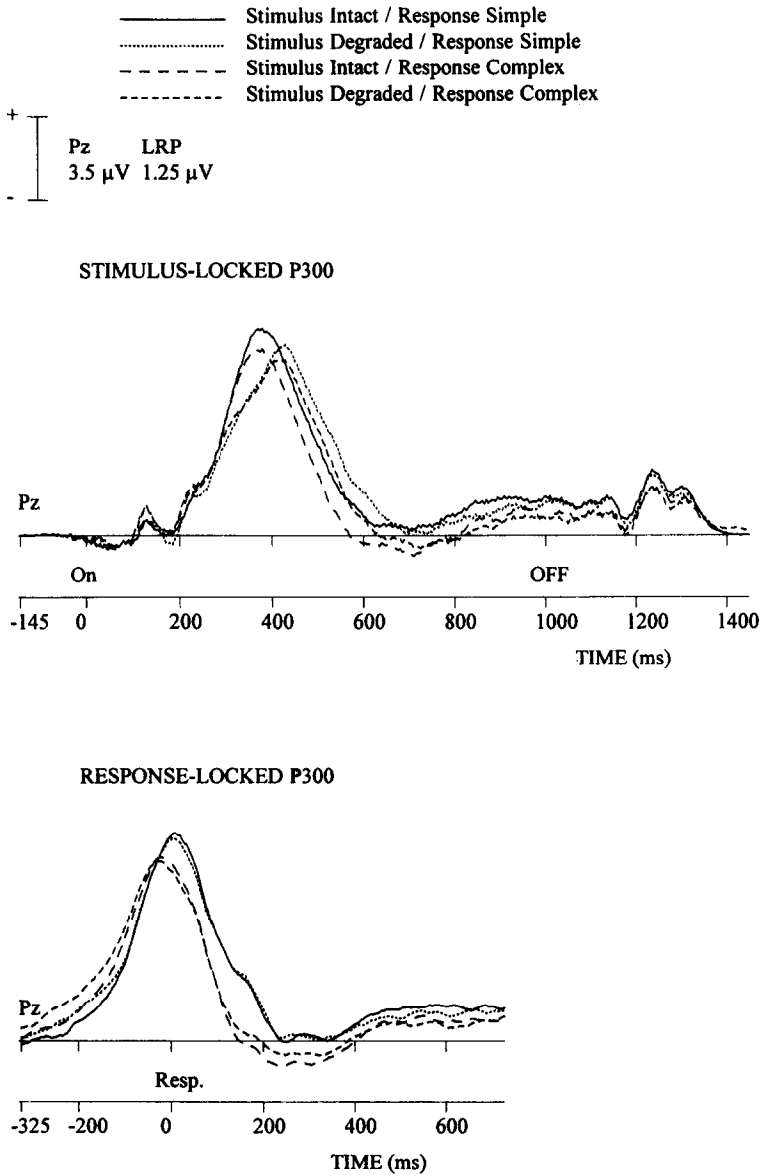 Stimulus Intact / Response Simple
Stimulus Degraded / Response Simple
Stimulus Intact / Response Complex
Stimulus Degraded / Response Complex
+
Pz LRP
3.5 µV 1.25 µV
-
STIMULUS-LOCKED P300
Pz
On OFF
-145 0 200 400 600 800 1000 1200 1400
TIME (ms)
RESPONSE-LOCKED P300
Pz
Resp.
-325 -200 0 200 400 600
TIME (ms)